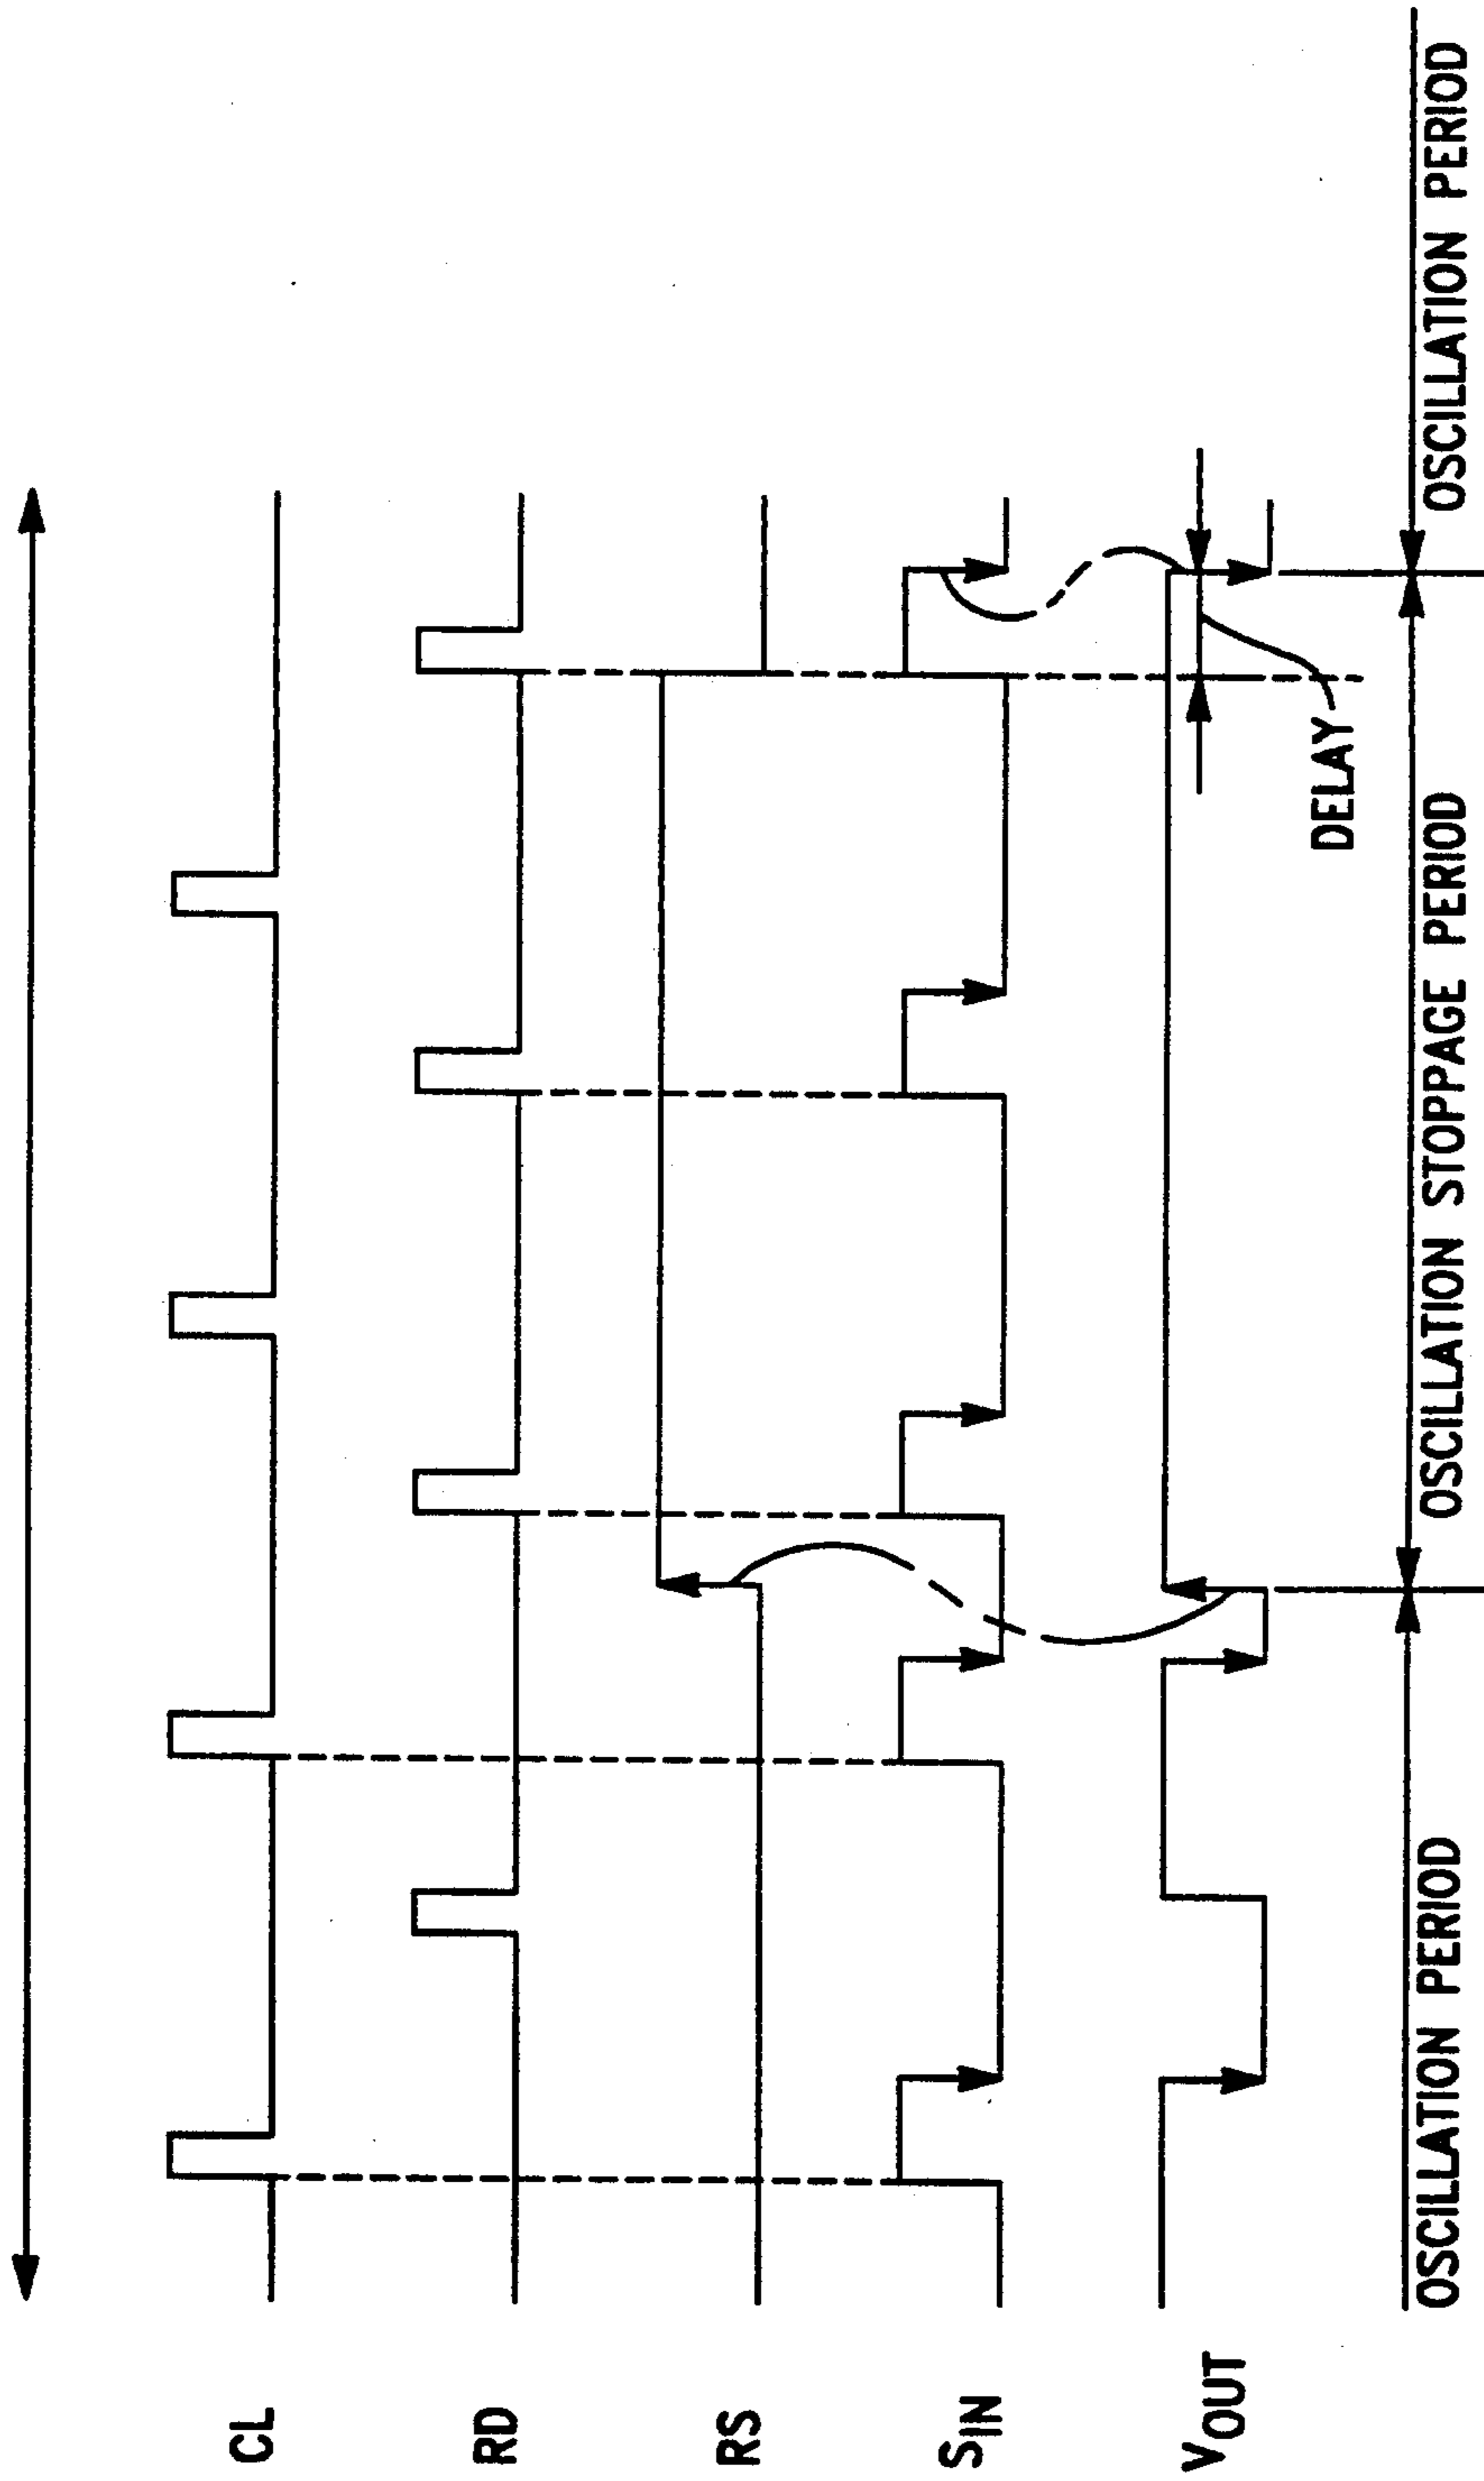 CL
RD
RS
SIN
VOUT
DELAY
OSCILLATION PERIOD
OSCILLATION STOPPAGE PERIOD
OSCILLATION PERIOD